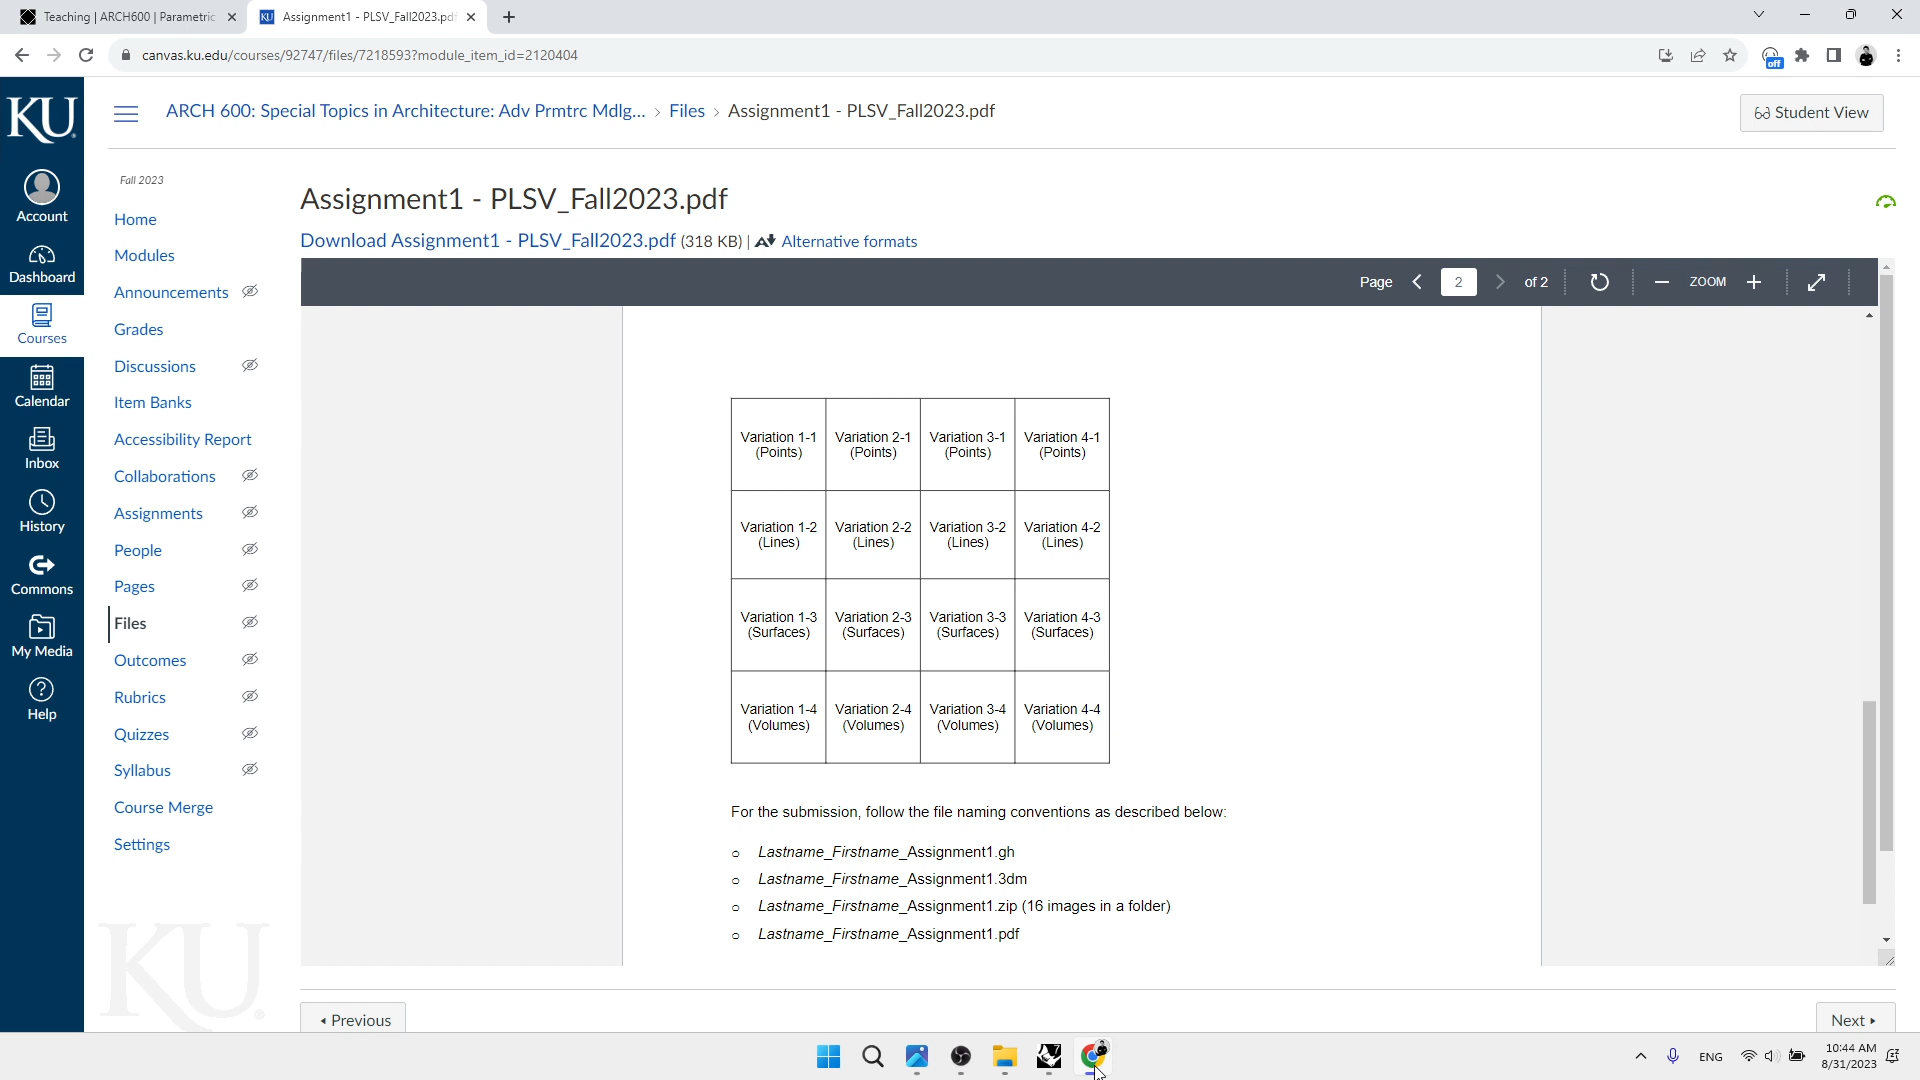 Teaching | ARCH600 | Parametric
KU Assignment1 - PLSV_Fall2023.pdf
canvas.ku.edu/courses/92747/files/7218593?module_item_id=2120404
off
KU
ARCH 600: Special Topics in Architecture: Adv Prmtrc Mdlg... > Files > Assignment1 - PLSV_Fall2023.pdf
Student View
Account
Dashboard
Courses
Calendar
Inbox
History
Commons
My Media
Help
Fall 2023
Home
Modules
Announcements
Grades
Discussions
Item Banks
Accessibility Report
Collaborations
Assignments
People
Pages
Files
Outcomes
Rubrics
Quizzes
Syllabus
Course Merge
Settings
KU
Assignment1 - PLSV_Fall2023.pdf
Download Assignment1 - PLSV_Fall2023.pdf (318 KB) | Alternative formats
Page 2 of 2 ZOOM
Variation 1-1 Variation 2-1 Variation 3-1 Variation 4-1
(Points) (Points) (Points) (Points)
Variation 1-2 Variation 2-2 Variation 3-2 Variation 4-2
(Lines) (Lines) (Lines) (Lines)
Variation 1-3 Variation 2-3 Variation 3-3 Variation 4-3
(Surfaces) (Surfaces) (Surfaces) (Surfaces)
Variation 1-4 Variation 2-4 Variation 3-4 Variation 4-4
(Volumes) (Volumes) (Volumes) (Volumes)
For the submission, follow the file naming conventions as described below:
Lastname_Firstname_Assignment1.gh
Lastname_Firstname_Assignment1.3dm
Lastname_Firstname_Assignment1.zip (16 images in a folder)
Lastname_Firstname_Assignment1.pdf
Previous
Next
ENG
10:44 AM
8/31/2023